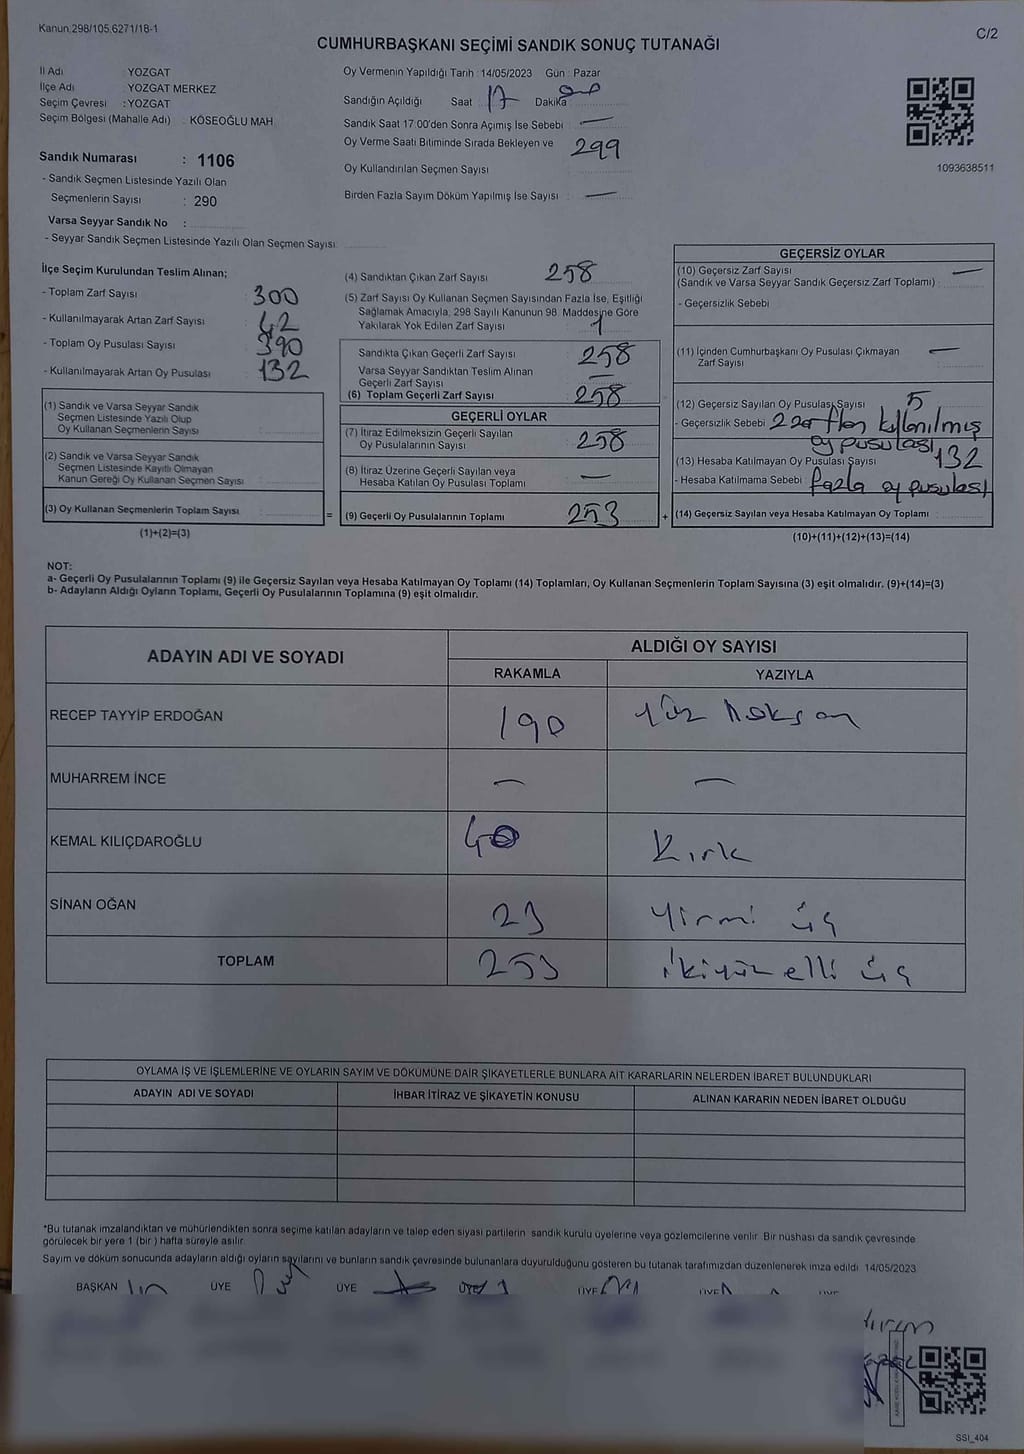 Kanun:298/105.6271/18-1
C/2
CUMHURBAŞKANI SEÇİMİ SANDIK SONUÇ TUTANAĞI
İl Adı YOZGAT
İlçe Adı YOZGAT MERKEZ
Seçim Çevresi : YOZGAT
Seçim Bölgesi (Mahalle Adı) : KÖSEOĞLU MAH.
Oy Vermenin Yapıldığı Tarih : 14/05/2023 Gün : Pazar
Sandığın Açıldığı Saat 17 Dakika
Sandık Saat 17:00'den Sonra Açımış İse Sebebi : —
Oy Verme Saati Bitiminde Sırada Bekleyen ve
Oy Kullandırılan Seçmen Sayısı 299
Birden Fazla Sayım Döküm Yapılmış İse Sayısı : —
1093638511
Sandık Numarası : 1106
- Sandık Seçmen Listesinde Yazılı Olan
Seçmenlerin Sayısı : 290
Varsa Seyyar Sandık No :
- Seyyar Sandık Seçmen Listesinde Yazılı Olan Seçmen Sayısı:
İlçe Seçim Kurulundan Teslim Alınan;
- Toplam Zarf Sayısı 300
- Kullanılmayarak Artan Zarf Sayısı 42
- Toplam Oy Pusulası Sayısı 390
- Kullanılmayarak Artan Oy Pusulası 132
(1) Sandık ve Varsa Seyyar Sandık
Seçmen Listesinde Yazılı Olup
Oy Kullanan Seçmenlerin Sayısı
(2) Sandık ve Varsa Seyyar Sandık
Seçmen Listesinde Kayıtlı Olmayan
Kanun Gereği Oy Kullanan Seçmen Sayısı
(3) Oy Kullanan Seçmenlerin Toplam Sayısı
(1)+(2)=(3)
=
(4) Sandıktan Çıkan Zarf Sayısı 258
(5) Zarf Sayısı Oy Kullanan Seçmen Sayısından Fazla İse, Eşitliği
Sağlamak Amacıyla, 298 Sayılı Kanunun 98. Maddesine Göre
Yakılarak Yok Edilen Zarf Sayısı 1
Sandıkta Çıkan Geçerli Zarf Sayısı 258
Varsa Seyyar Sandıktan Teslim Alınan
Geçerli Zarf Sayısı —
(6) Toplam Geçerli Zarf Sayısı 258
GEÇERLİ OYLAR
(7) İtiraz Edilmeksizin Geçerli Sayılan
Oy Pusulalarının Sayısı 258
(8) İtiraz Üzerine Geçerli Sayılan veya
Hesaba Katılan Oy Pusulası Toplamı —
(9) Geçerli Oy Pusulalarının Toplamı 253
+
GEÇERSİZ OYLAR
(10) Geçersiz Zarf Sayısı —
(Sandık ve Varsa Seyyar Sandık Geçersiz Zarf Toplamı) :
- Geçersizlik Sebebi
(11) İçinden Cumhurbaşkanı Oy Pusulası Çıkmayan
Zarf Sayısı —
(12) Geçersiz Sayılan Oy Pusulası Sayısı 5
- Geçersizlik Sebebi kullanılmış
oy pusulası
(13) Hesaba Katılmayan Oy Pusulası Sayısı 132
- Hesaba Katılmama Sebebi fazla oy pusulası
(14) Geçersiz Sayılan veya Hesaba Katılmayan Oy Toplamı :
(10)+(11)+(12)+(13)=(14)
NOT:
a- Geçerli Oy Pusulalarının Toplamı (9) ile Geçersiz Sayılan veya Hesaba Katılmayan Oy Toplamı (14) Toplamları, Oy Kullanan Seçmenlerin Toplam Sayısına (3) eşit olmalıdır. (9)+(14)=(3)
b- Adayların Aldığı Oyların Toplamı, Geçerli Oy Pusulalarının Toplamına (9) eşit olmalıdır.
ADAYIN ADI VE SOYADI ALDIĞI OY SAYISI
RAKAMLA YAZIYLA
RECEP TAYYİP ERDOĞAN 190 Yüz doksan
MUHARREM İNCE — —
KEMAL KILIÇDAROĞLU 40 Kırk
SİNAN OĞAN 23 Yirmi üç
TOPLAM 253 ikiyüz elli üç
OYLAMA İŞ VE İŞLEMLERİNE VE OYLARIN SAYIM VE DÖKÜMÜNE DAİR ŞİKAYETLERLE BUNLARA AİT KARARLARIN NELERDEN İBARET BULUNDUKLARI
ADAYIN ADI VE SOYADI İHBAR İTİRAZ VE ŞİKAYETİN KONUSU ALINAN KARARIN NEDEN İBARET OLDUĞU
*Bu tutanak imzalandıktan ve mühürlendikten sonra seçime katılan adayların ve talep eden siyasi partilerin sandık kurulu üyelerine veya gözlemcilerine verilir. Bir nüshası da sandık çevresinde
görülecek bir yere 1 (bir) hafta süreyle asılır.
Sayım ve döküm sonucunda adayların aldığı oyların sayılarını ve bunların sandık çevresinde bulunanlara duyurulduğunu gösteren bu tutanak tarafımızdan düzenlenerek imza edildi. 14/05/2023
BAŞKAN ÜYE ÜYE ÜYE ÜYE ÜYE ÜYE
SSİ_404